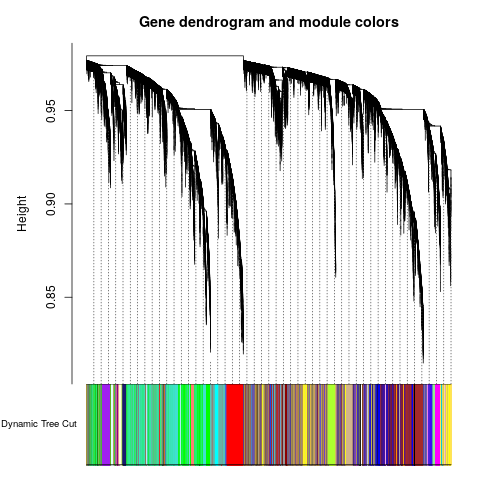 Gene dendrogram and module colors
Height
0.95
0.90
0.85
Dynamic Tree Cut